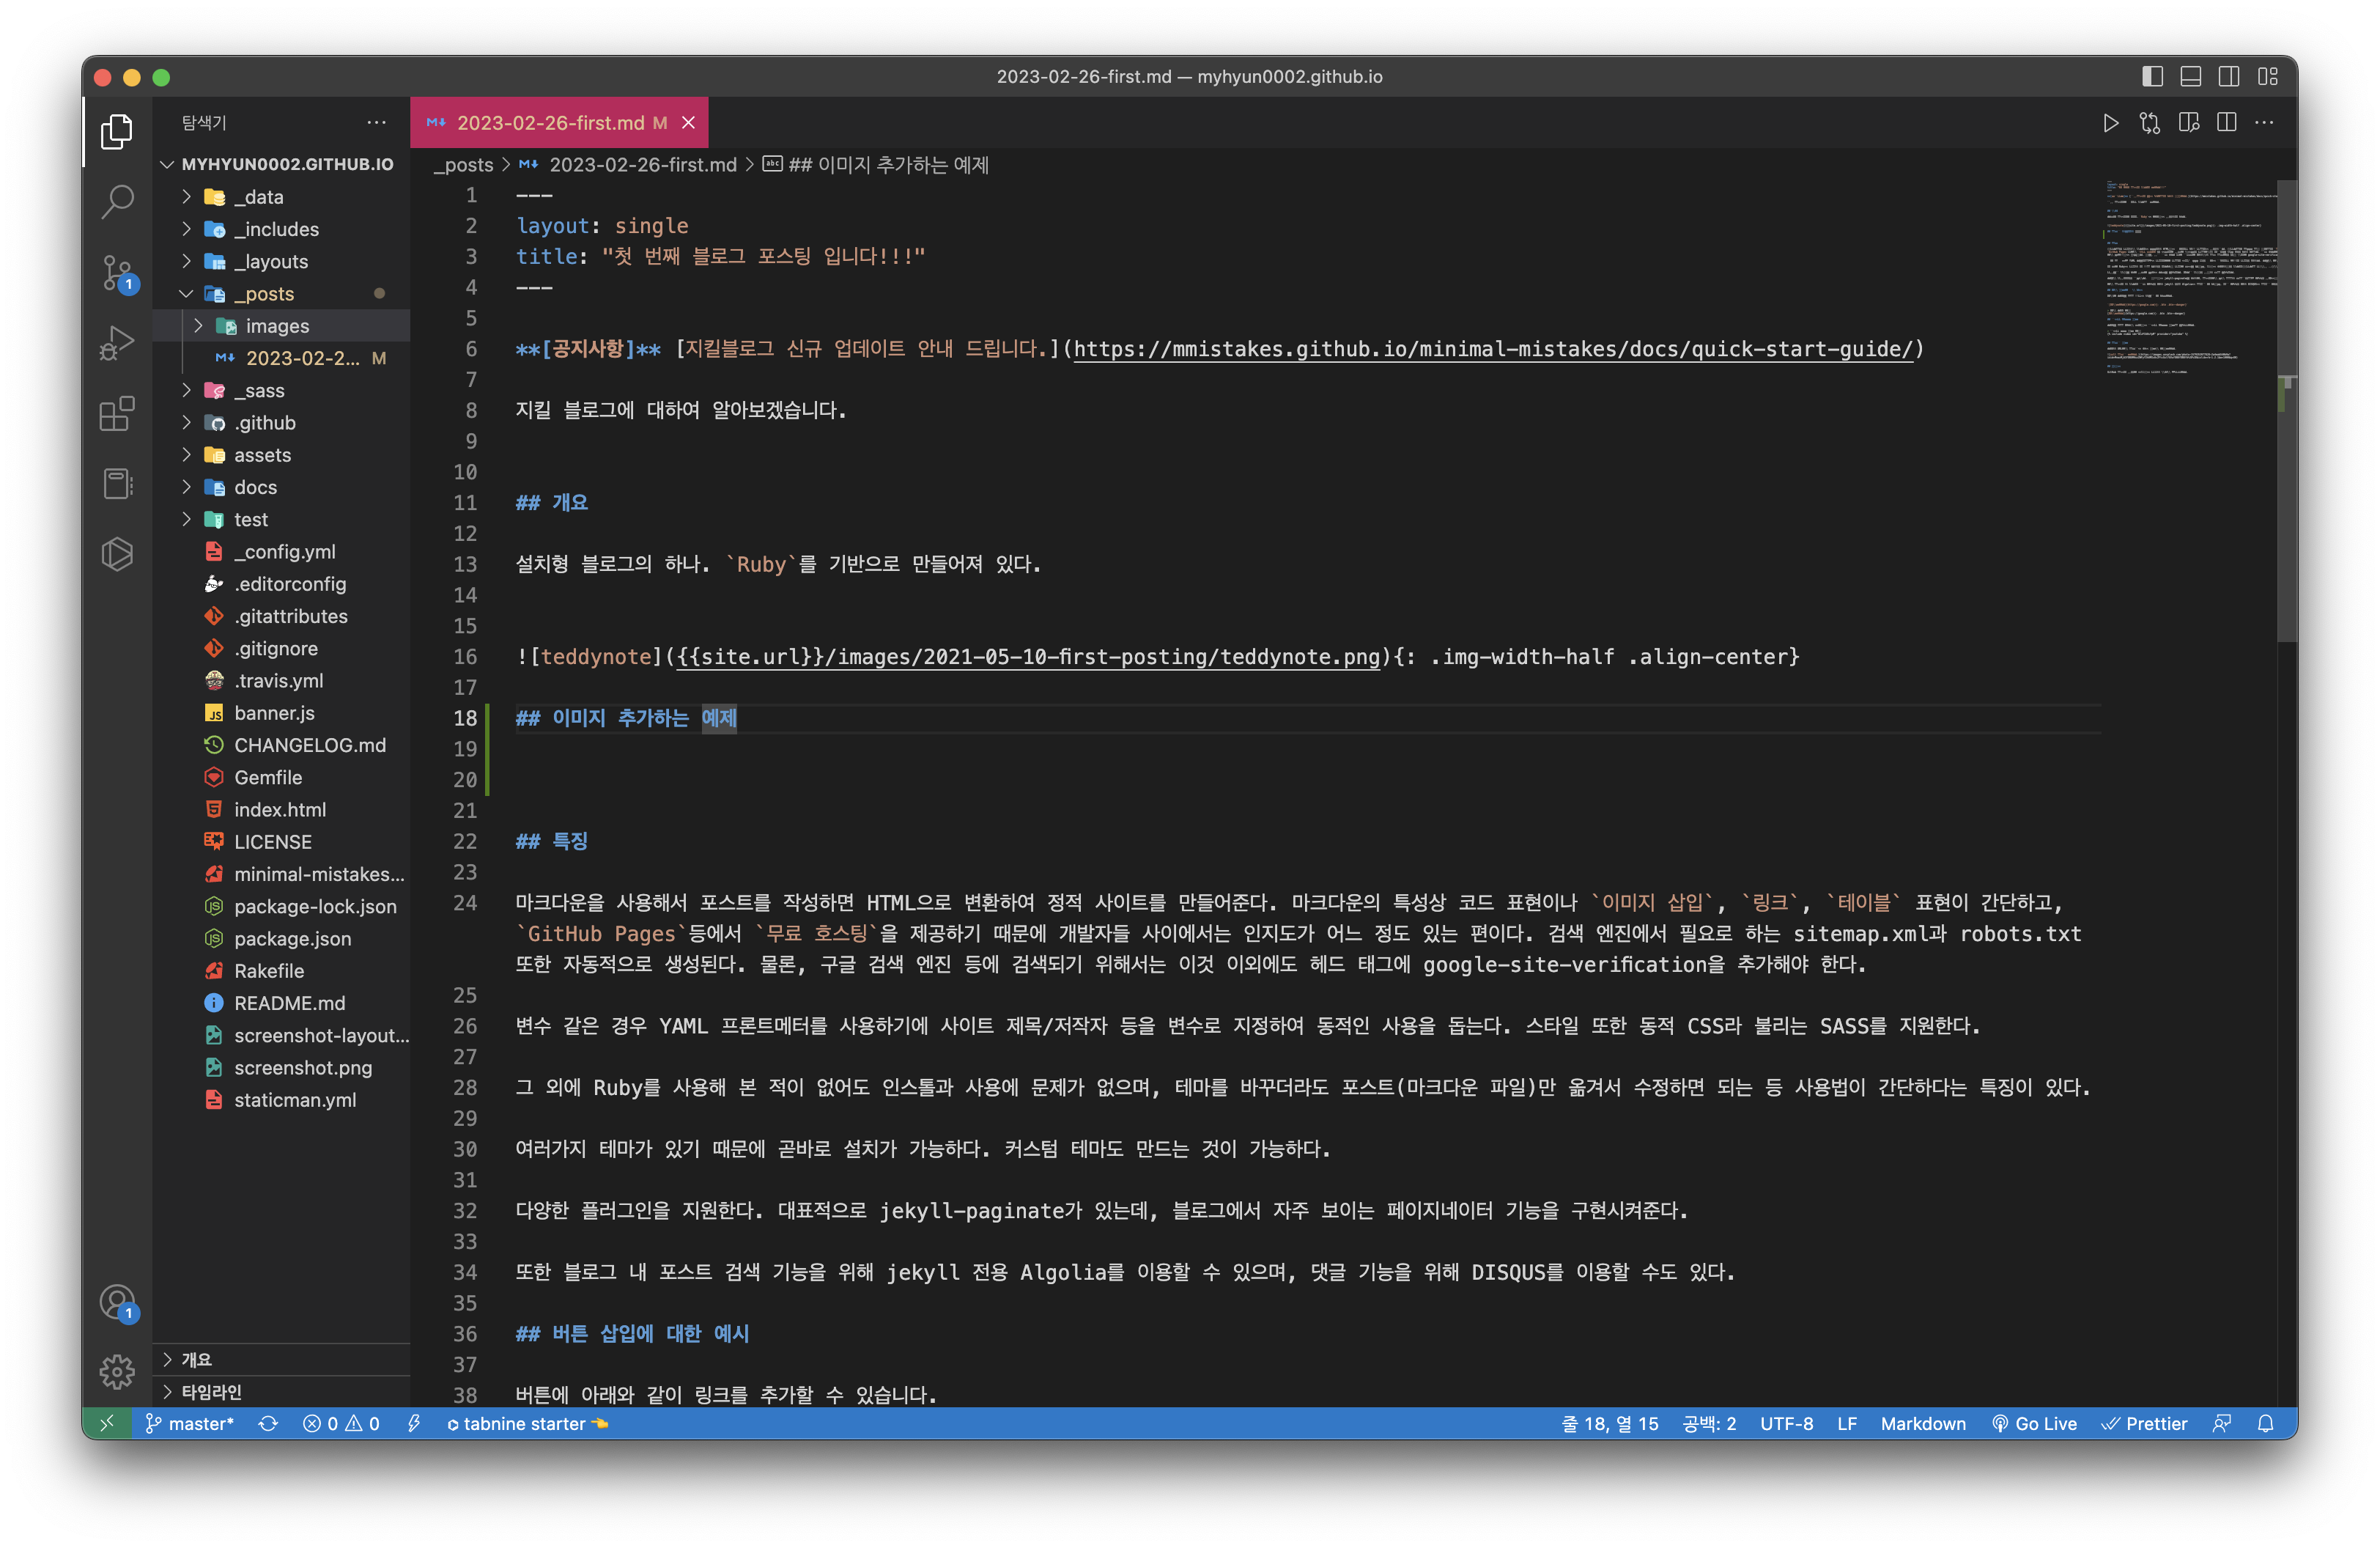 2023-02-26-first.md — myhyun0002.github.io
탐색기
MYHYUN0002.GITHUB.IO
_data
_includes
_layouts
_posts
images
2023-02-2... M
_sass
.github
assets
docs
test
_config.yml
.editorconfig
.gitattributes
.gitignore
.travis.yml
banner.js
CHANGELOG.md
Gemfile
index.html
LICENSE
minimal-mistakes...
package-lock.json
package.json
Rakefile
README.md
screenshot-layout...
screenshot.png
staticman.yml
개요
타임라인
1
1
2023-02-26-first.md M
_posts > 2023-02-26-first.md > ## 이미지 추가하는 예제
1 ---
2 layout: single
3 title: "첫 번째 블로그 포스팅 입니다!!!"
4 ---
5
6 **[공지사항]** [지킬블로그 신규 업데이트 안내 드립니다.](https://mmistakes.github.io/minimal-mistakes/docs/quick-start-guide/)
7
8 지킬 블로그에 대하여 알아보겠습니다.
9
10
11 ## 개요
12
13 설치형 블로그의 하나. `Ruby`를 기반으로 만들어져 있다.
14
15
16 ![teddynote]({{site.url}}/images/2021-05-10-first-posting/teddynote.png){: .img-width-half .align-center}
17
18 ## 이미지 추가하는 예제
19
20
21
22 ## 특징
23
24 마크다운을 사용해서 포스트를 작성하면 HTML으로 변환하여 정적 사이트를 만들어준다. 마크다운의 특성상 코드 표현이나 `이미지 삽입`, `링크`, `테이블` 표현이 간단하고,
`GitHub Pages`등에서 `무료 호스팅`을 제공하기 때문에 개발자들 사이에서는 인지도가 어느 정도 있는 편이다. 검색 엔진에서 필요로 하는 sitemap.xml과 robots.txt
또한 자동적으로 생성된다. 물론, 구글 검색 엔진 등에 검색되기 위해서는 이것 이외에도 헤드 태그에 google-site-verification을 추가해야 한다.
25
26 변수 같은 경우 YAML 프론트메터를 사용하기에 사이트 제목/저작자 등을 변수로 지정하여 동적인 사용을 돕는다. 스타일 또한 동적 CSS라 불리는 SASS를 지원한다.
27
28 그 외에 Ruby를 사용해 본 적이 없어도 인스톨과 사용에 문제가 없으며, 테마를 바꾸더라도 포스트(마크다운 파일)만 옮겨서 수정하면 되는 등 사용법이 간단하다는 특징이 있다.
29
30 여러가지 테마가 있기 때문에 곧바로 설치가 가능하다. 커스텀 테마도 만드는 것이 가능하다.
31
32 다양한 플러그인을 지원한다. 대표적으로 jekyll-paginate가 있는데, 블로그에서 자주 보이는 페이지네이터 기능을 구현시켜준다.
33
34 또한 블로그 내 포스트 검색 기능을 위해 jekyll 전용 Algolia를 이용할 수 있으며, 댓글 기능을 위해 DISQUS를 이용할 수도 있다.
35
36 ## 버튼 삽입에 대한 예시
37
38 버튼에 아래와 같이 링크를 추가할 수 있습니다.
master* 0 0 tabnine starter 줄 18, 열 15 공백: 2 UTF-8 LF Markdown Go Live Prettier